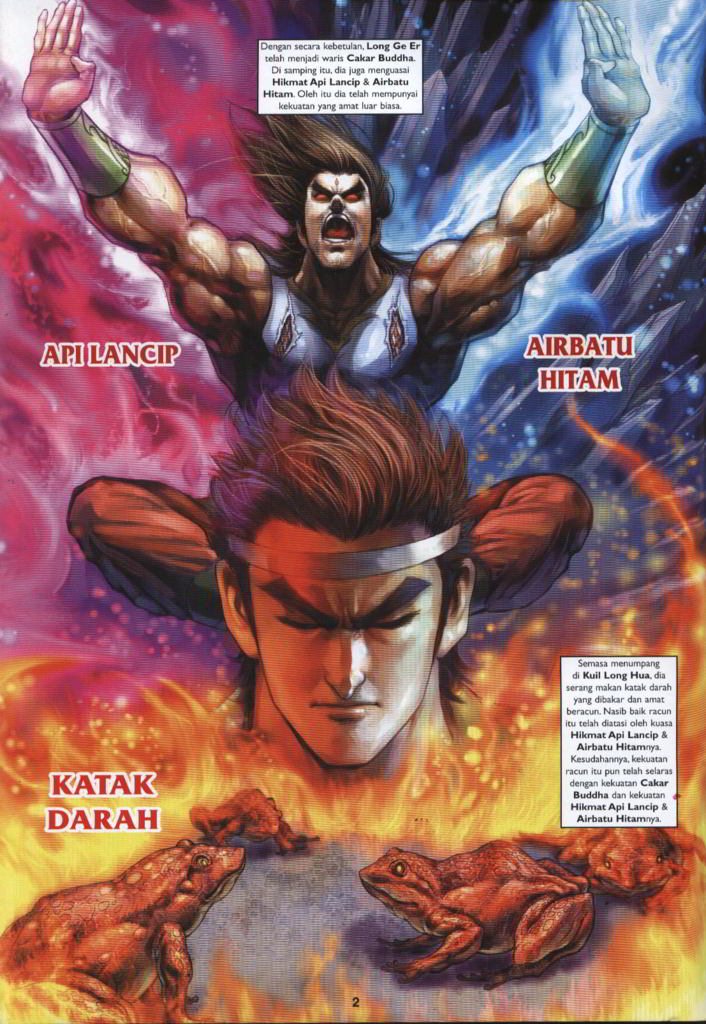 Dengan secara kebetulan, Long Ge Er
telah menjadi waris Cakar Buddha.
Di samping itu, dia juga menguasai
Hikmat Api Lancip & Airbatu
Hitam. Oleh itu dia telah mempunyai
kekuatan yang amat luar biasa.
API LANCIP
AIRBATU
HITAM
Semasa menumpang
di Kuil Long Hua, dia
serang makan katak darah
yang dibakar dan amat
beracun. Nasib baik racun
itu telah diatasi oleh kuasa
Hikmat Api Lancip &
Airbatu Hitamnya.
Kesudahannya, kekuatan
racun itu pun telah selaras
dengan kekuatan Cakar
Buddha dan kekuatan
Hikmat Api Lancip &
Airbatu Hitamnya.
KATAK
DARAH
2